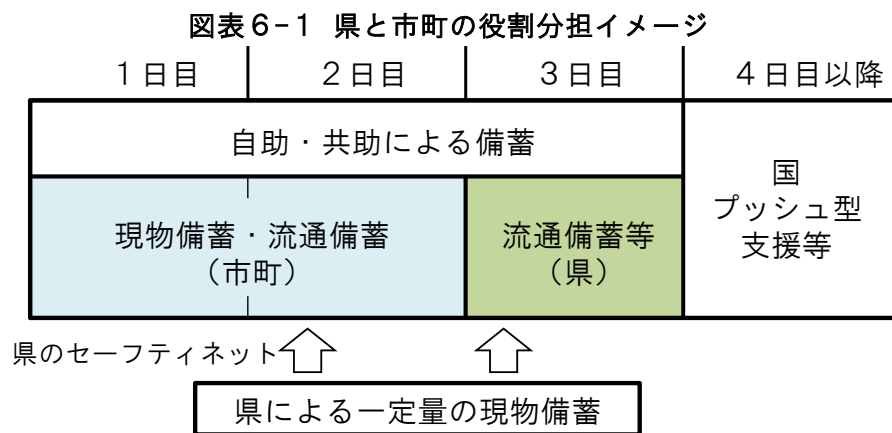 図表6-1 県と市町の役割分担イメージ
1日目
2日目
3日目
4日目以降
自助・共助による備蓄
現物備蓄・流通備蓄
(市町)
流通備蓄等
(県)
国
プッシュ型
支援等
県のセーフティネット
県による一定量の現物備蓄